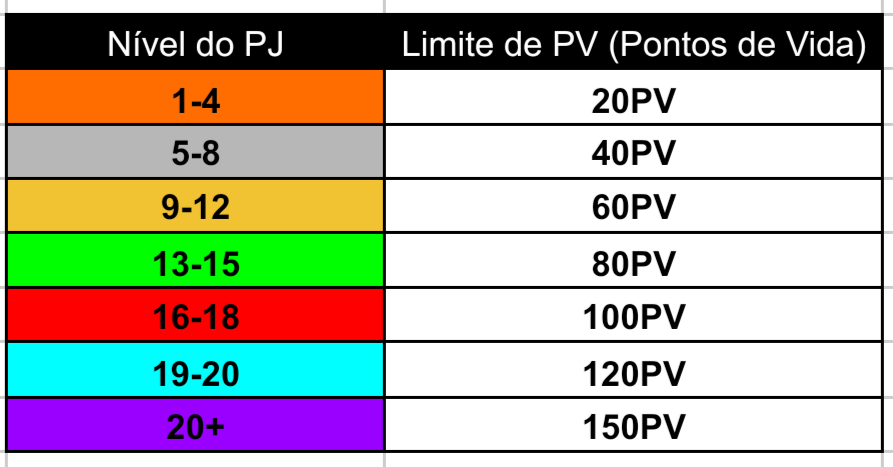 Nível do PJ Limite de PV (Pontos de Vida)
1-4 20PV
5-8 40PV
9-12 60PV
13-15 80PV
16-18 100PV
19-20 120PV
20+ 150PV